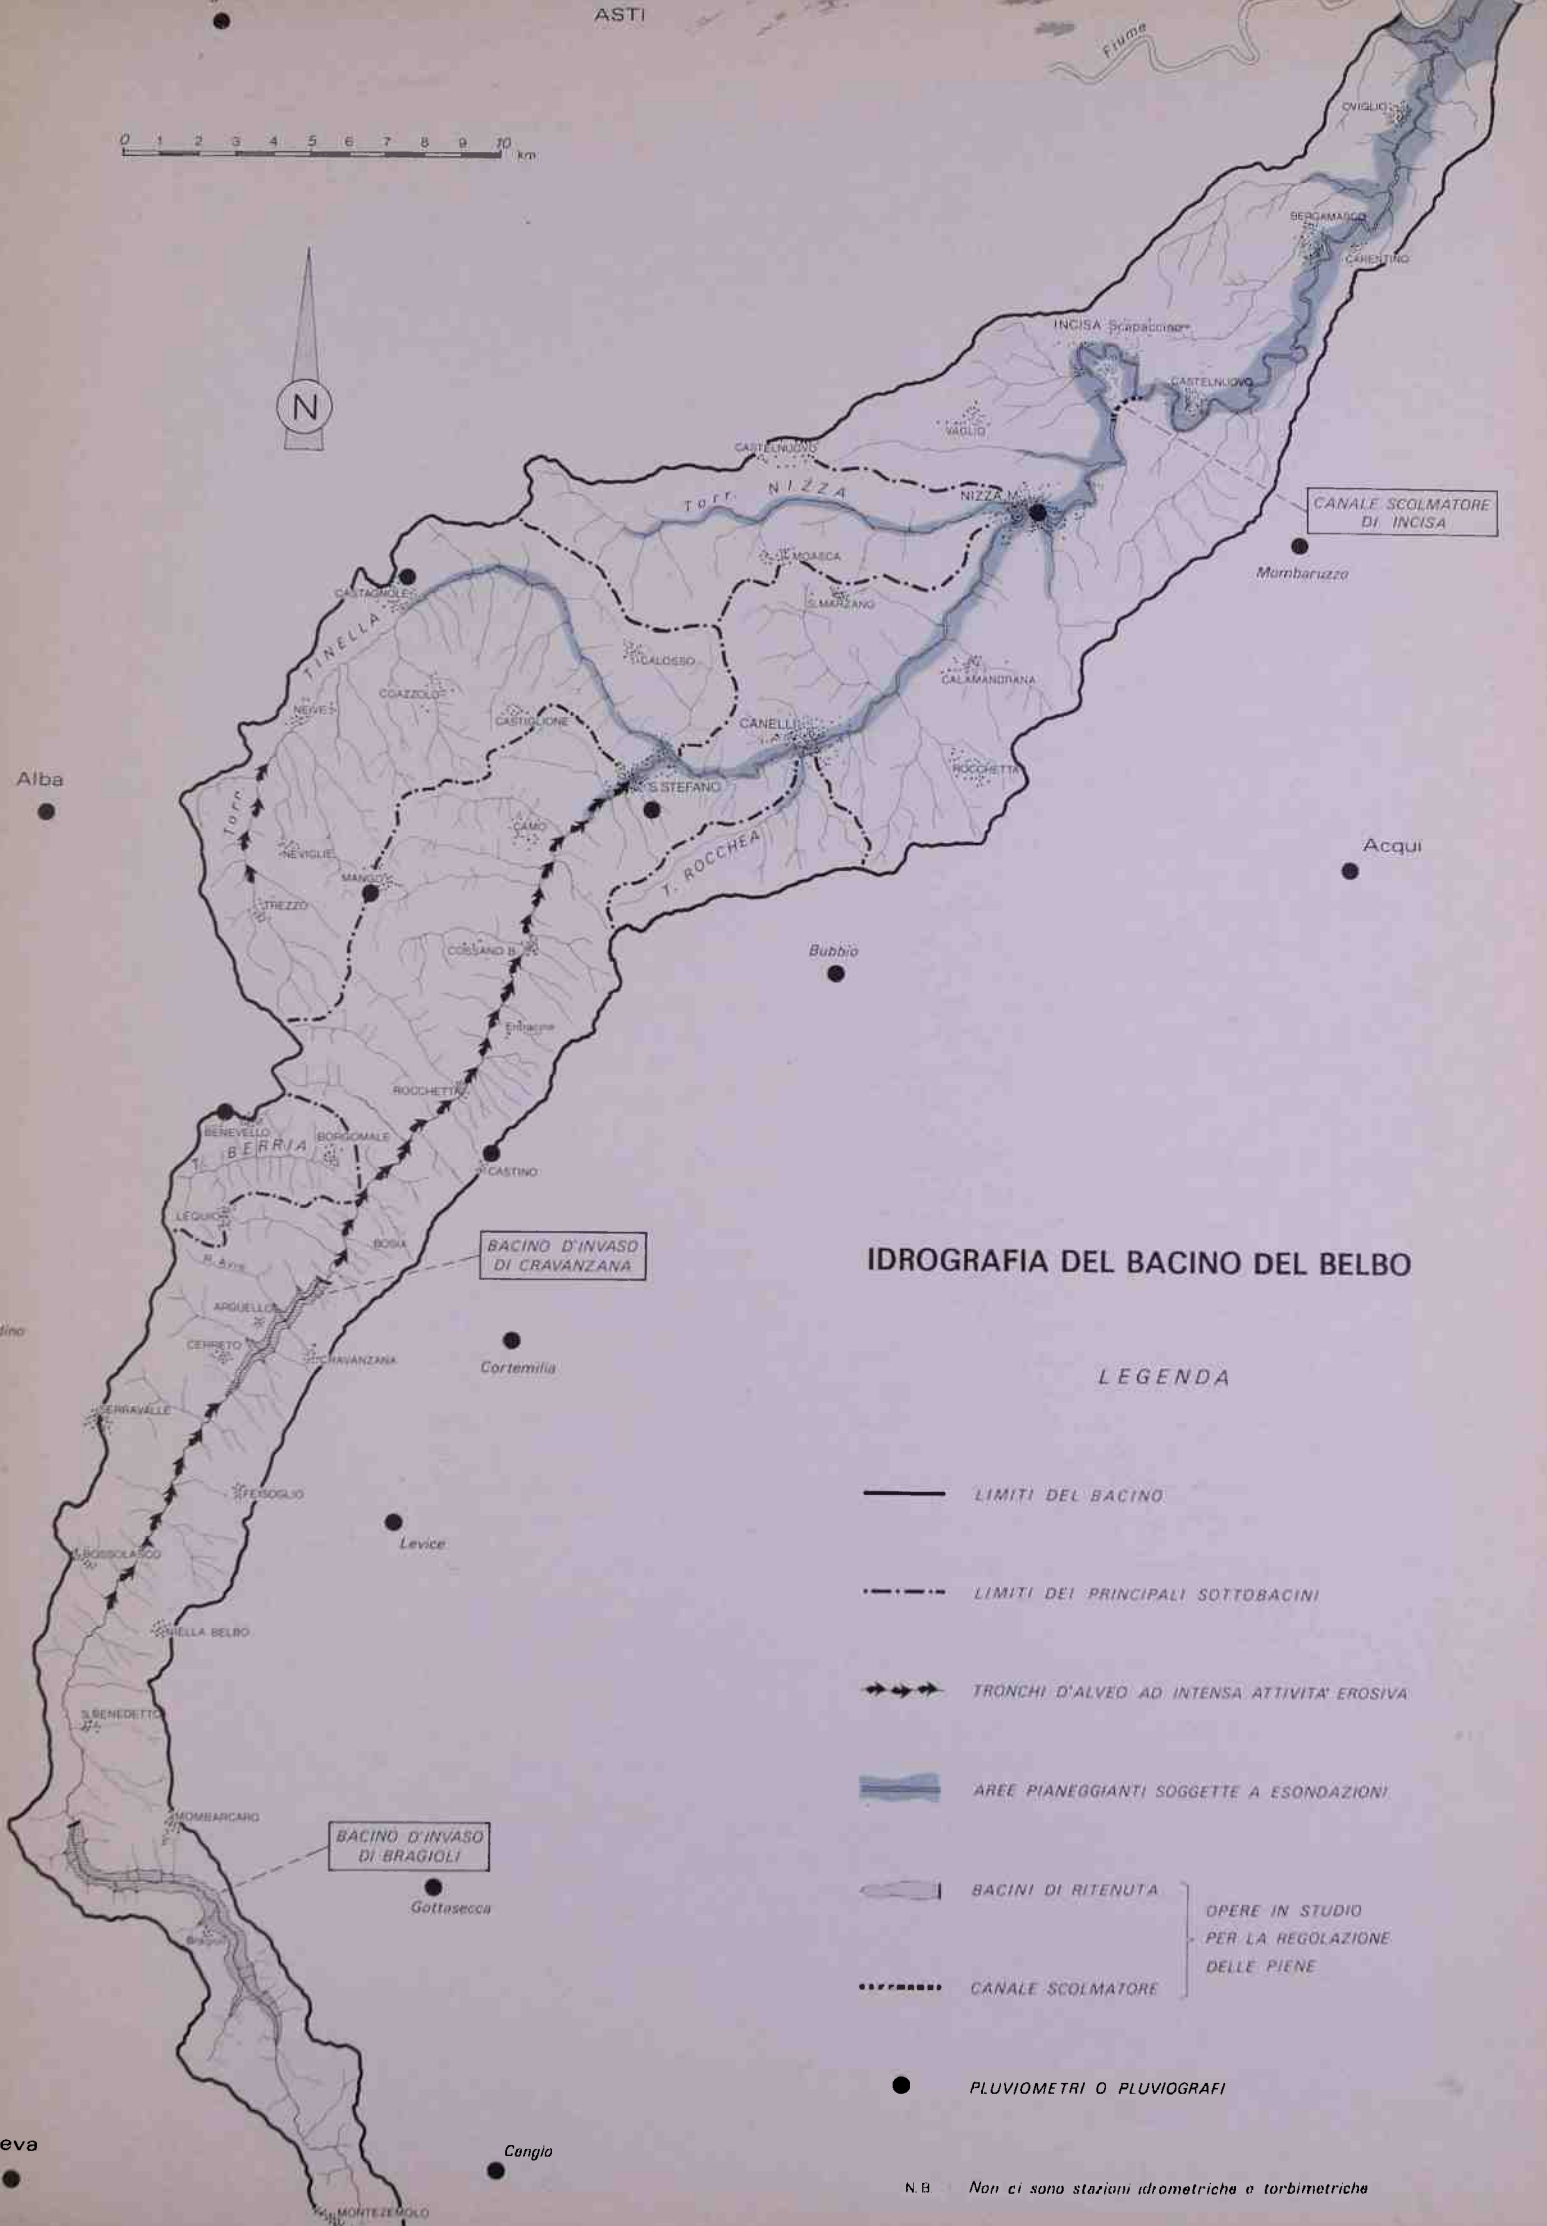 ASTI
Fiume
OVIGLIO
0 1 2 3 4 5 6 7 8 9 10
km
BERGAMASCO
CARENTINO
N
INCISA Scapaccino
CASTELNUOVO
VAGLIO
CASTELNUOVO
Torr. NIZZA
NIZZA M.
CANALE SCOLMATORE
DI INCISA
MOASCA
Mombaruzzo
CASTAGNOLE
S.MARZANO
Torr. TINELLA
CALOSSO
CALAMANDRANA
COAZZOLO
NEIVE
CASTIGLIONE
CANELLI
Alba
ROCCHETTA
S.STEFANO
CAMO
NEVIGLIE
T. ROCCHEA
Acqui
MANGO
TREZZO
COSSANO B.
Bubbio
ROCCHETTA
BENEVELLO
BORGOMALE
T. BERRIA
CASTINO
LEQUIO
BOSIA
BACINO D'INVASO
DI CRAVANZANA
IDROGRAFIA DEL BACINO DEL BELBO
ARGUELLO
CERRETO
CRAVANZANA
Cortemilia
LEGENDA
SERRAVALLE
FEISOGLIO
LIMITI DEL BACINO
Levice
BOSSOLASCO
LIMITI DEI PRINCIPALI SOTTOBACINI
NIELLA BELBO
TRONCHI D'ALVEO AD INTENSA ATTIVITA' EROSIVA
S.BENEDETTO
AREE PIANEGGIANTI SOGGETTE A ESONDAZIONI
MOMBARCARO
BACINO D'INVASO
DI BRAGIOLI
BACINI DI RITENUTA
Gottasecca
OPERE IN STUDIO
PER LA REGOLAZIONE
DELLE PIENE
Bragioli
CANALE SCOLMATORE
PLUVIOMETRI O PLUVIOGRAFI
eva
Cengio
N.B. Non ci sono stazioni idrometriche e torbimetriche
MONTEZEMOLO